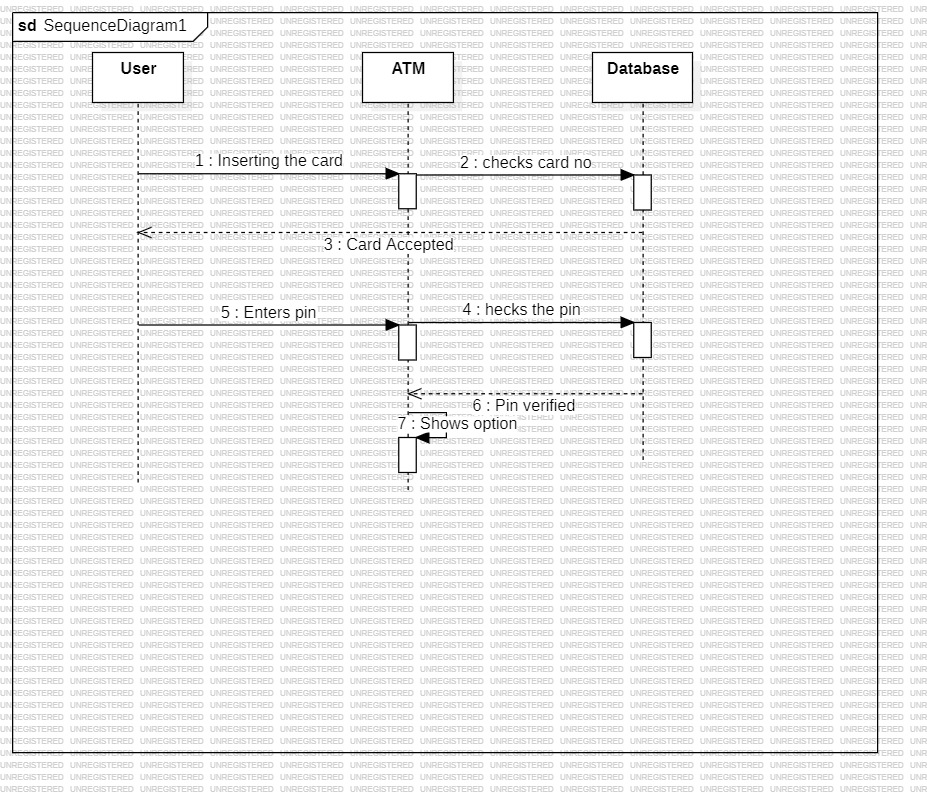 sd SequenceDiagram1
User
ATM
Database
1 : Inserting the card
2 : checks card no
3 : Card Accepted
5 : Enters pin
4 : hecks the pin
6 : Pin verified
7 : Shows option
UNREGISTERED